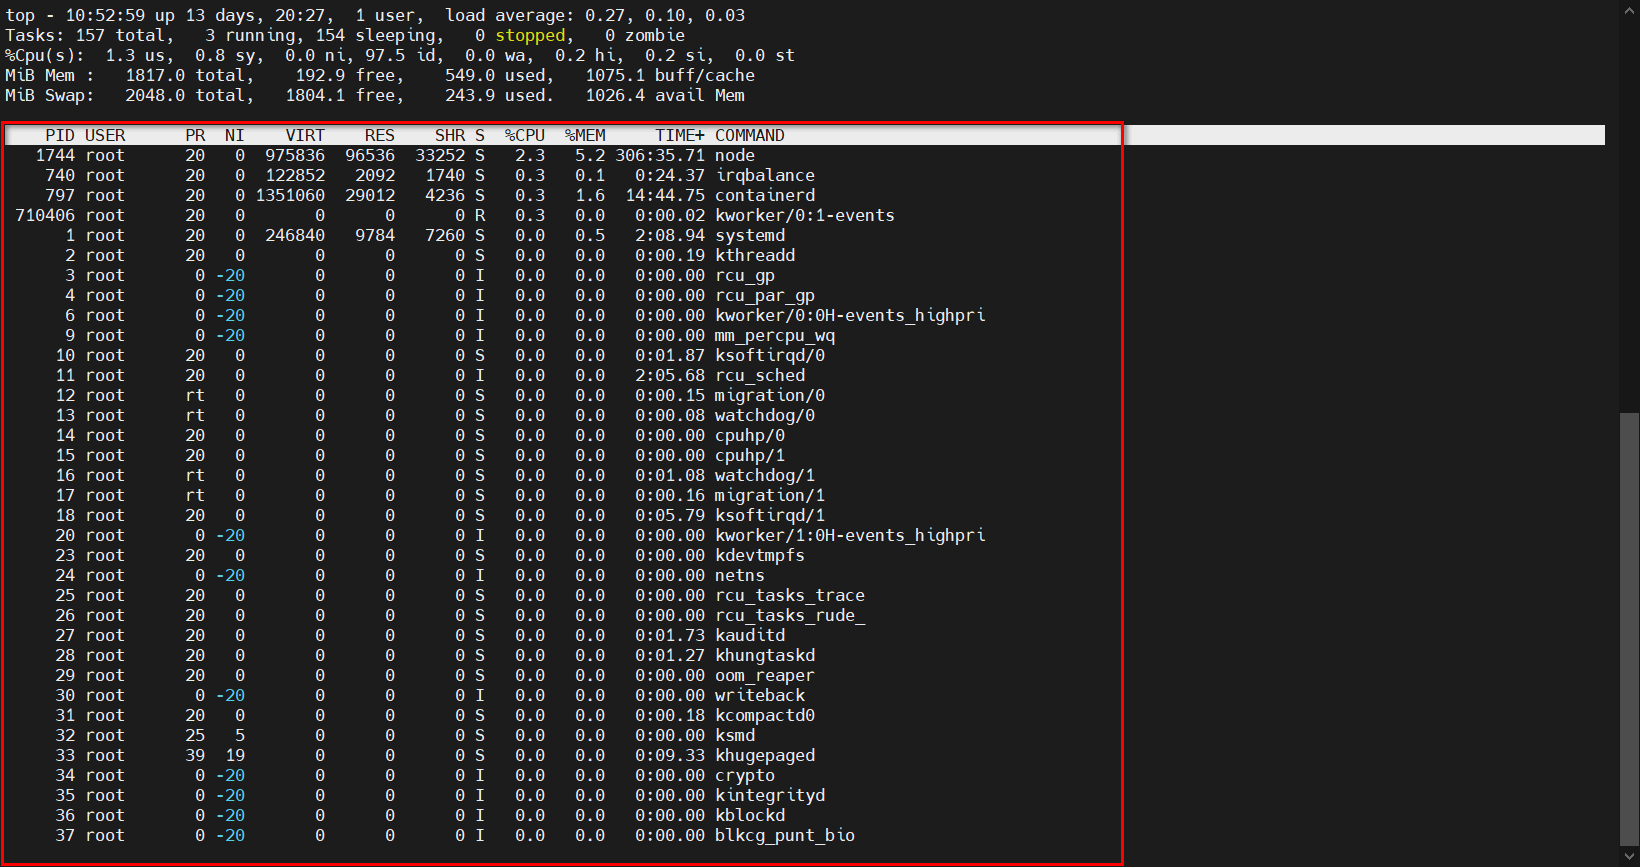 top - 10:52:59 up 13 days, 20:27,  1 user,  load average: 0.27, 0.10, 0.03
Tasks: 157 total,   3 running, 154 sleeping,   0 stopped,   0 zombie
%Cpu(s):  1.3 us,  0.8 sy,  0.0 ni, 97.5 id,  0.0 wa,  0.2 hi,  0.2 si,  0.0 st
MiB Mem :   1817.0 total,    192.9 free,    549.0 used,   1075.1 buff/cache
MiB Swap:   2048.0 total,   1804.1 free,    243.9 used.   1026.4 avail Mem
    PID USER      PR  NI    VIRT    RES    SHR S  %CPU  %MEM     TIME+ COMMAND
   1744 root      20   0  975836  96536  33252 S   2.3   5.2 306:35.71 node
    740 root      20   0  122852   2092   1740 S   0.3   0.1   0:24.37 irqbalance
    797 root      20   0 1351060  29012   4236 S   0.3   1.6  14:44.75 containerd
 710406 root      20   0       0      0      0 R   0.3   0.0   0:00.02 kworker/0:1-events
      1 root      20   0  246840   9784   7260 S   0.0   0.5   2:08.94 systemd
      2 root      20   0       0      0      0 S   0.0   0.0   0:00.19 kthreadd
      3 root       0 -20       0      0      0 I   0.0   0.0   0:00.00 rcu_gp
      4 root       0 -20       0      0      0 I   0.0   0.0   0:00.00 rcu_par_gp
      6 root       0 -20       0      0      0 I   0.0   0.0   0:00.00 kworker/0:0H-events_highpri
      9 root       0 -20       0      0      0 I   0.0   0.0   0:00.00 mm_percpu_wq
     10 root      20   0       0      0      0 S   0.0   0.0   0:01.87 ksoftirqd/0
     11 root      20   0       0      0      0 I   0.0   0.0   2:05.68 rcu_sched
     12 root      rt   0       0      0      0 S   0.0   0.0   0:00.15 migration/0
     13 root      rt   0       0      0      0 S   0.0   0.0   0:00.08 watchdog/0
     14 root      20   0       0      0      0 S   0.0   0.0   0:00.00 cpuhp/0
     15 root      20   0       0      0      0 S   0.0   0.0   0:00.00 cpuhp/1
     16 root      rt   0       0      0      0 S   0.0   0.0   0:01.08 watchdog/1
     17 root      rt   0       0      0      0 S   0.0   0.0   0:00.16 migration/1
     18 root      20   0       0      0      0 S   0.0   0.0   0:05.79 ksoftirqd/1
     20 root       0 -20       0      0      0 I   0.0   0.0   0:00.00 kworker/1:0H-events_highpri
     23 root      20   0       0      0      0 S   0.0   0.0   0:00.00 kdevtmpfs
     24 root       0 -20       0      0      0 I   0.0   0.0   0:00.00 netns
     25 root      20   0       0      0      0 S   0.0   0.0   0:00.00 rcu_tasks_trace
     26 root      20   0       0      0      0 S   0.0   0.0   0:00.00 rcu_tasks_rude_
     27 root      20   0       0      0      0 S   0.0   0.0   0:01.73 kauditd
     28 root      20   0       0      0      0 S   0.0   0.0   0:01.27 khungtaskd
     29 root      20   0       0      0      0 S   0.0   0.0   0:00.00 oom_reaper
     30 root       0 -20       0      0      0 I   0.0   0.0   0:00.00 writeback
     31 root      20   0       0      0      0 S   0.0   0.0   0:00.18 kcompactd0
     32 root      25   5       0      0      0 S   0.0   0.0   0:00.00 ksmd
     33 root      39  19       0      0      0 S   0.0   0.0   0:09.33 khugepaged
     34 root       0 -20       0      0      0 I   0.0   0.0   0:00.00 crypto
     35 root       0 -20       0      0      0 I   0.0   0.0   0:00.00 kintegrityd
     36 root       0 -20       0      0      0 I   0.0   0.0   0:00.00 kblockd
     37 root       0 -20       0      0      0 I   0.0   0.0   0:00.00 blkcg_punt_bio